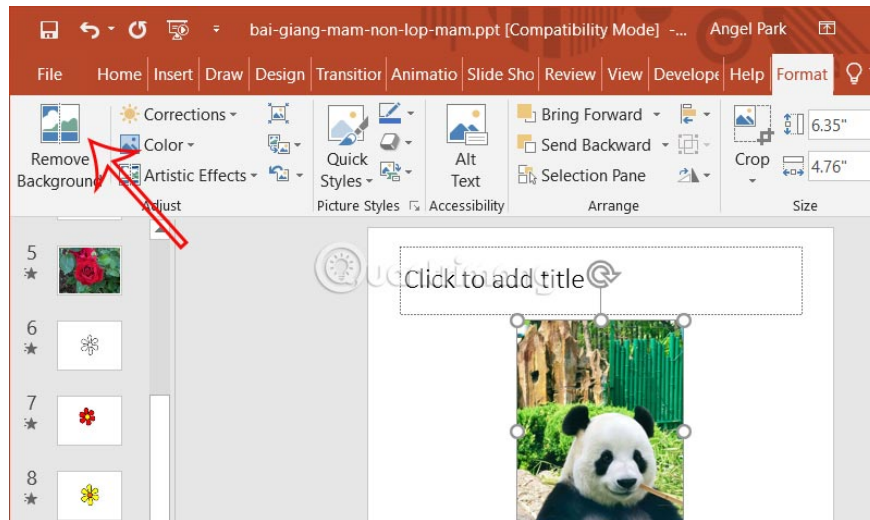 bai-giang-mam-non-lop-mam.ppt [Compatibility Mode] -... Angel Park
File Home Insert Draw Design Transitior Animatio Slide Sho Review View Develope Help Format
Remove Background
Corrections
Color
Artistic Effects
Adjust
Quick Styles
Picture Styles
Alt Text
Accessibility
Bring Forward
Send Backward
Selection Pane
Arrange
Crop
6.35"
4.76"
Size
5
6
7
8
Quantrimang
Click to add title